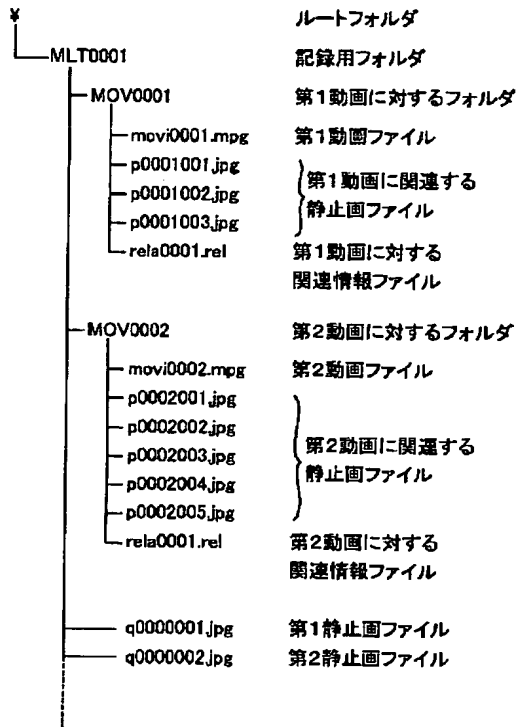 ¥ ルートフォルダ
MLT0001 記録用フォルダ
MOV0001 第1動画に対するフォルダ
movi0001.mpg 第1動画ファイル
p0001001.jpg
p0001002.jpg 第1動画に関連する
p0001003.jpg 静止画ファイル
rela0001.rel 第1動画に対する
関連情報ファイル
MOV0002 第2動画に対するフォルダ
movi0002.mpg 第2動画ファイル
p0002001.jpg
p0002002.jpg
p0002003.jpg 第2動画に関連する
p0002004.jpg 静止画ファイル
p0002005.jpg
rela0001.rel 第2動画に対する
関連情報ファイル
q0000001.jpg 第1静止画ファイル
q0000002.jpg 第2静止画ファイル